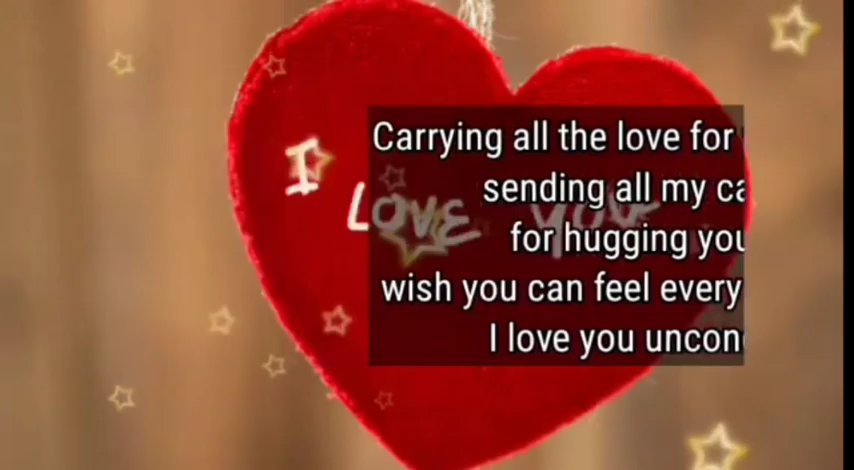 I
LOVE YOU
Carrying all the love for
sending all my ca
for hugging you
wish you can feel every
I love you uncon